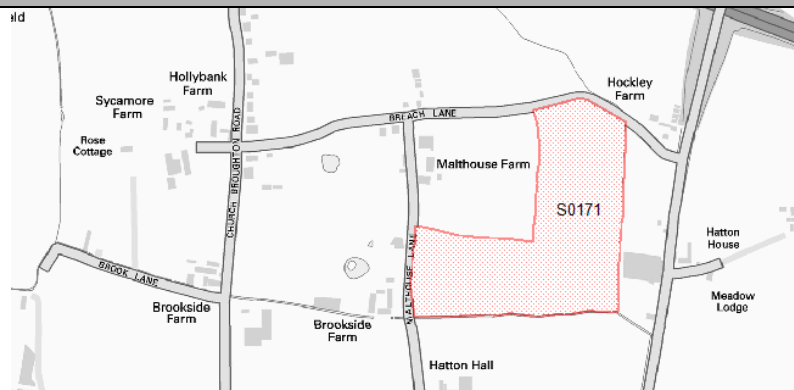 ald
Hollybank
Farm
Sycamore
Farm
Rose
Cottage
CHURCH BROUGHTON ROAD
BREACH LANE
Hockley
Farm
Malthouse Farm
S0171
MALTHOUSE LANE
Hatton
House
Meadow
Lodge
BROOK LANE
Brookside
Farm
Brookside
Farm
Hatton Hall